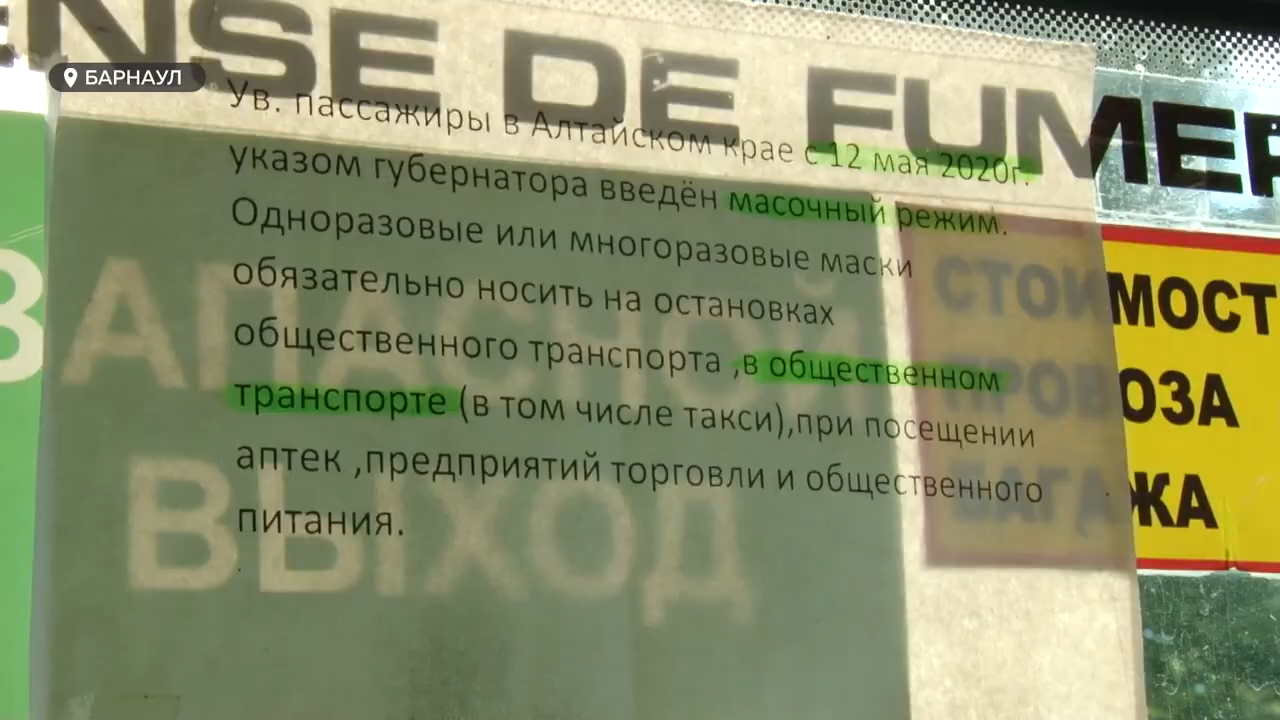 ENSE DE FUMER
БАРНАУЛ
Ув. пассажиры в Алтайском крае с 12 мая 2020г.
указом губернатора введён масочный режим.
Одноразовые или многоразовые маски
обязательно носить на остановках
общественного транспорта ,в общественном
транспорте (в том числе такси),при посещении
аптек ,предприятий торговли и общественного
питания.
ЗАПАСНОЙ
ВЫХОД
СТОИМОСТ
ПРОВОЗА
БАГАЖА